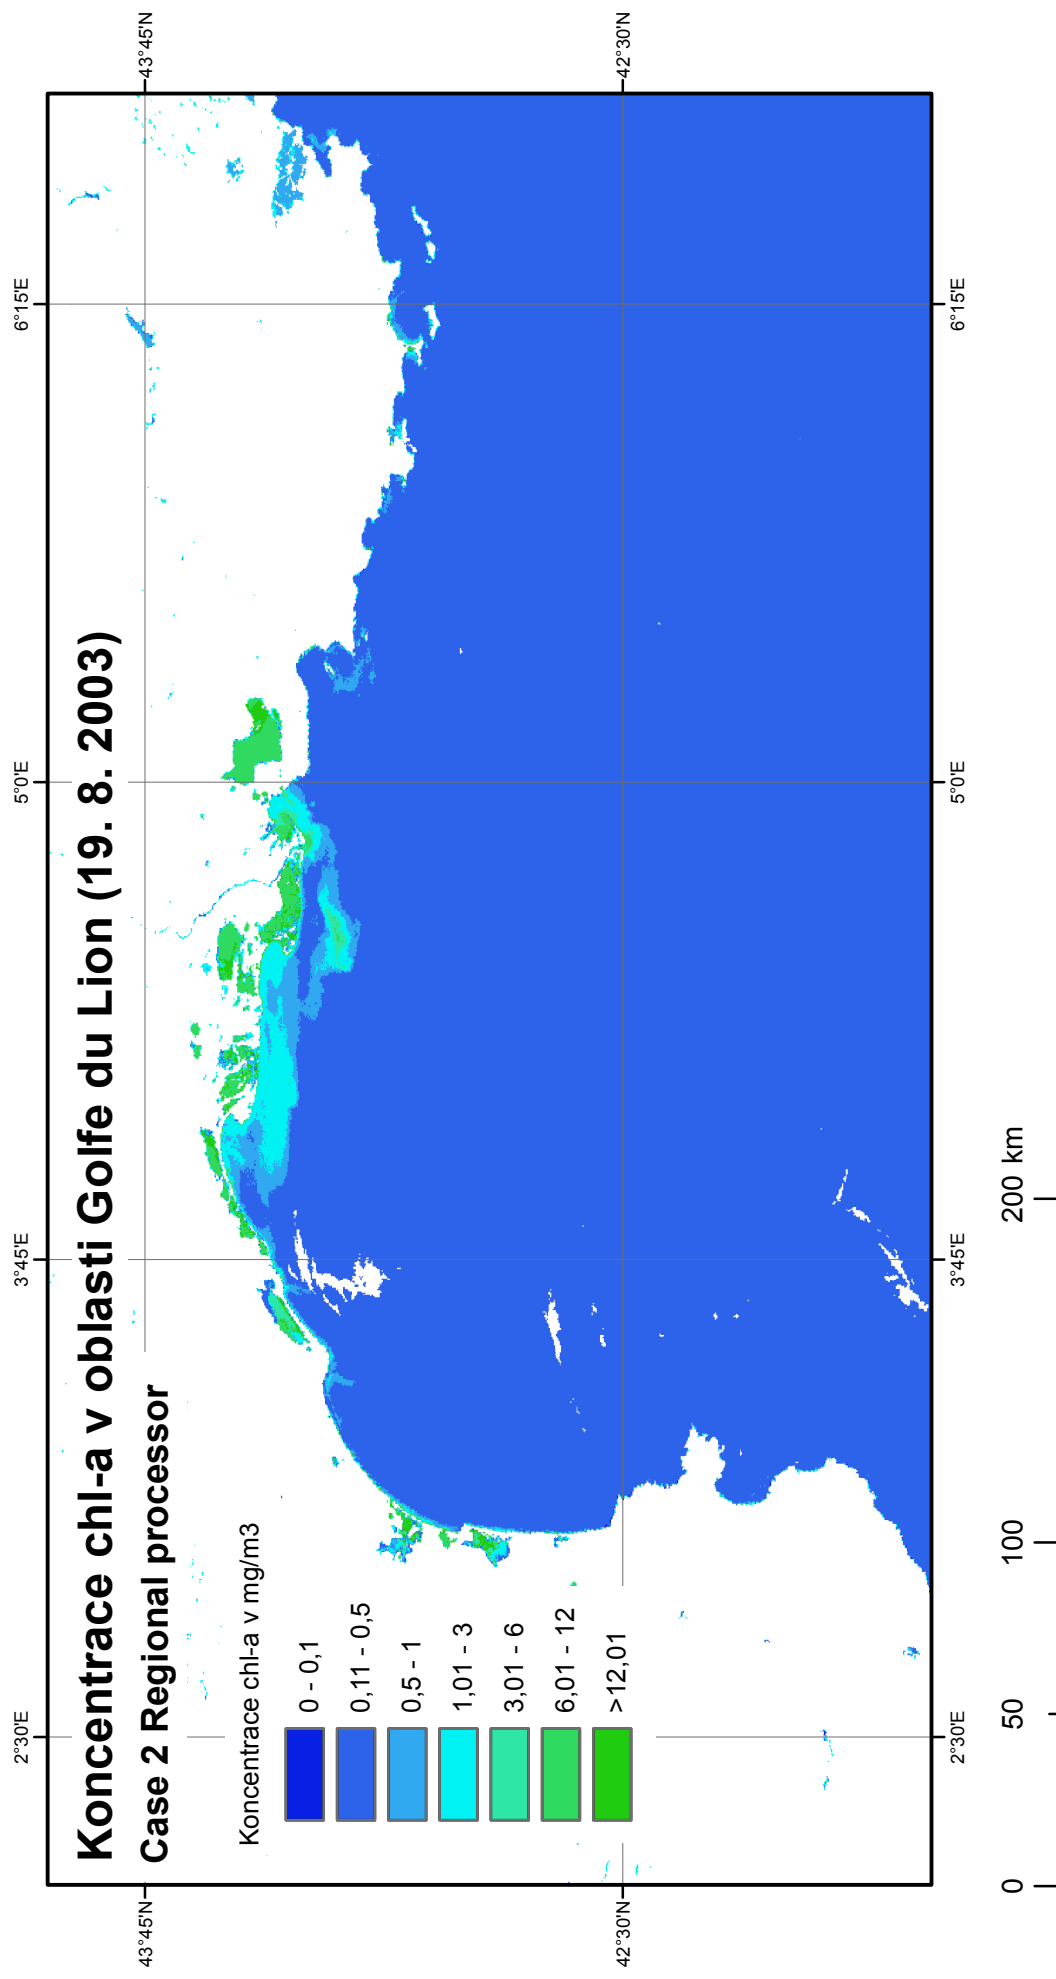 Koncentrace chl-a v oblasti Golfe du Lion (19. 8. 2003)
Case 2 Regional processor
Koncentrace chl-a v mg/m3
0 - 0,1
0,11 - 0,5
0,5 - 1
1,01 - 3
3,01 - 6
6,01 - 12
>12,01
2°30'E
3°45'E
5°0'E
6°15'E
43°45'N
43°45'N
42°30'N
42°30'N
2°30'E
3°45'E
5°0'E
6°15'E
0
50
100
200 km